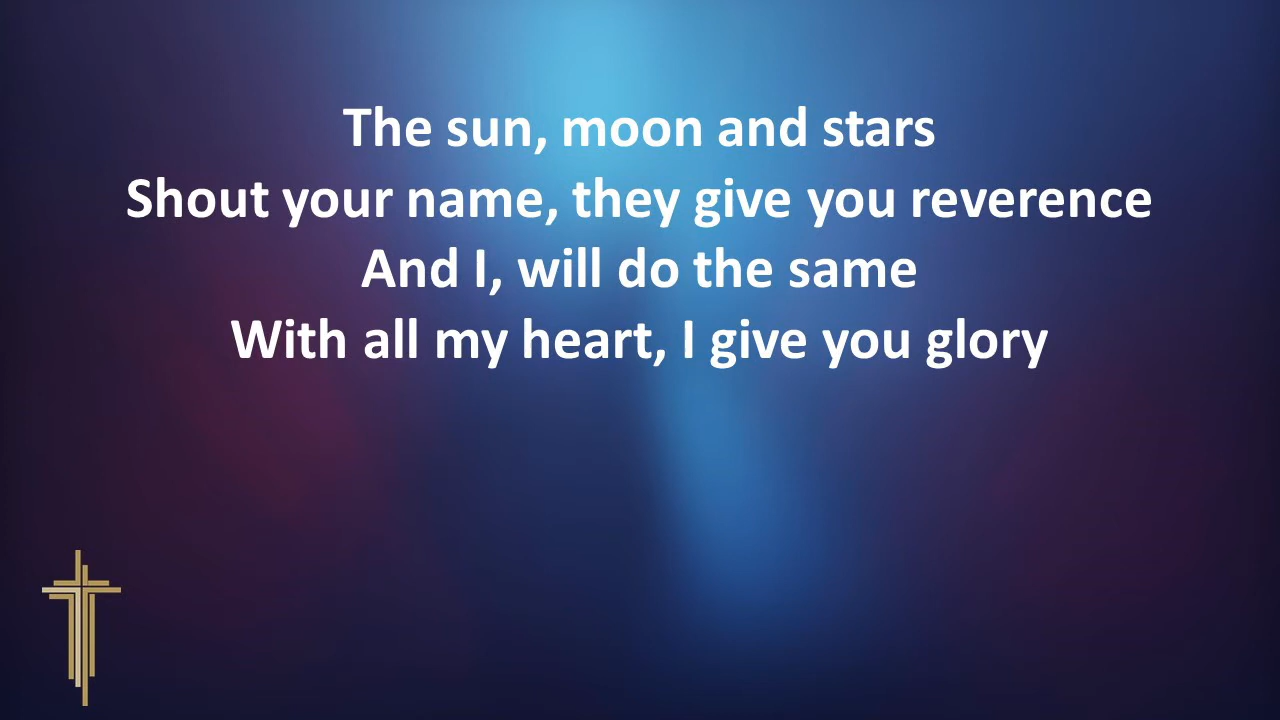 The sun, moon and stars
Shout your name, they give you reverence
And I, will do the same
With all my heart, I give you glory